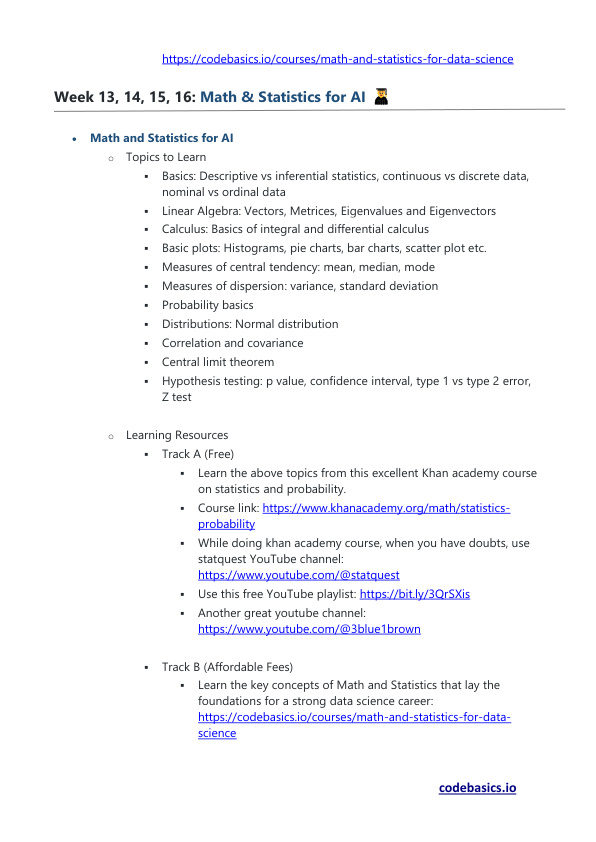 https://codebasics.io/courses/math-and-statistics-for-data-science
Week 13, 14, 15, 16: Math & Statistics for AI 👨‍🎓
• Math and Statistics for AI
o Topics to Learn
▪ Basics: Descriptive vs inferential statistics, continuous vs discrete data,
nominal vs ordinal data
▪ Linear Algebra: Vectors, Metrices, Eigenvalues and Eigenvectors
▪ Calculus: Basics of integral and differential calculus
▪ Basic plots: Histograms, pie charts, bar charts, scatter plot etc.
▪ Measures of central tendency: mean, median, mode
▪ Measures of dispersion: variance, standard deviation
▪ Probability basics
▪ Distributions: Normal distribution
▪ Correlation and covariance
▪ Central limit theorem
▪ Hypothesis testing: p value, confidence interval, type 1 vs type 2 error,
Z test
o Learning Resources
▪ Track A (Free)
▪ Learn the above topics from this excellent Khan academy course
on statistics and probability.
▪ Course link: https://www.khanacademy.org/math/statistics-
probability
▪ While doing khan academy course, when you have doubts, use
statquest YouTube channel:
https://www.youtube.com/@statquest
▪ Use this free YouTube playlist: https://bit.ly/3QrSXis
▪ Another great youtube channel:
https://www.youtube.com/@3blue1brown
▪ Track B (Affordable Fees)
▪ Learn the key concepts of Math and Statistics that lay the
foundations for a strong data science career:
https://codebasics.io/courses/math-and-statistics-for-data-
science
codebasics.io